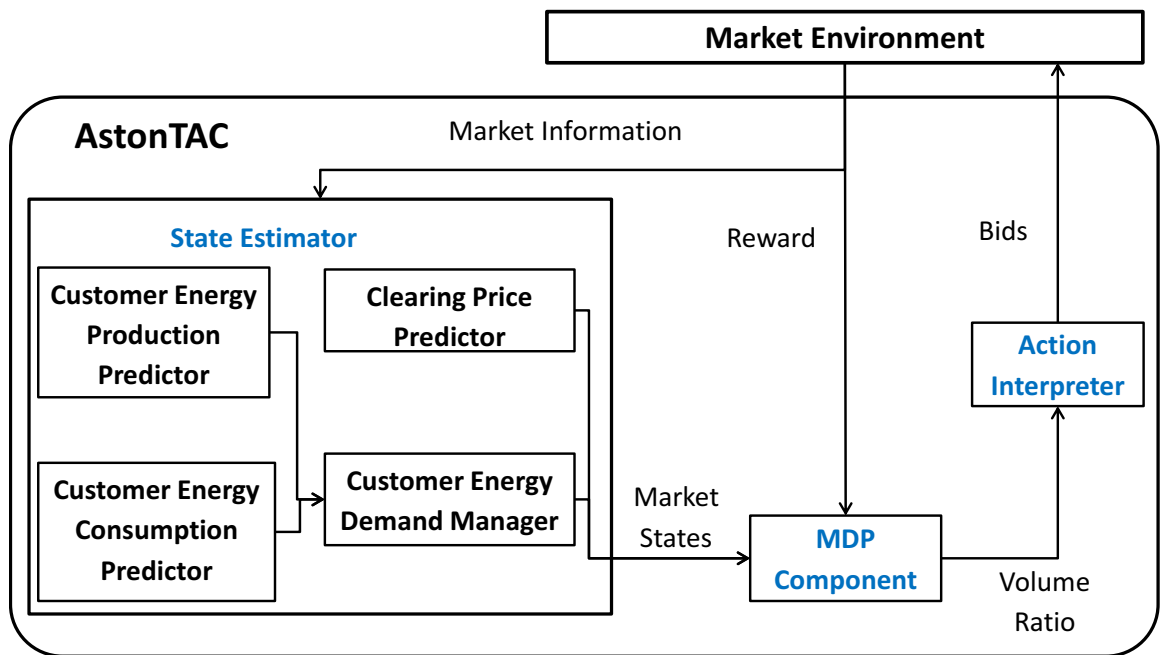 Market Environment
AstonTAC
Market Information
State Estimator
Reward
Bids
Customer Energy
Production
Predictor
Clearing Price
Predictor
Action
Interpreter
Customer Energy
Consumption
Predictor
Customer Energy
Demand Manager
Market
States
MDP
Component
Volume
Ratio